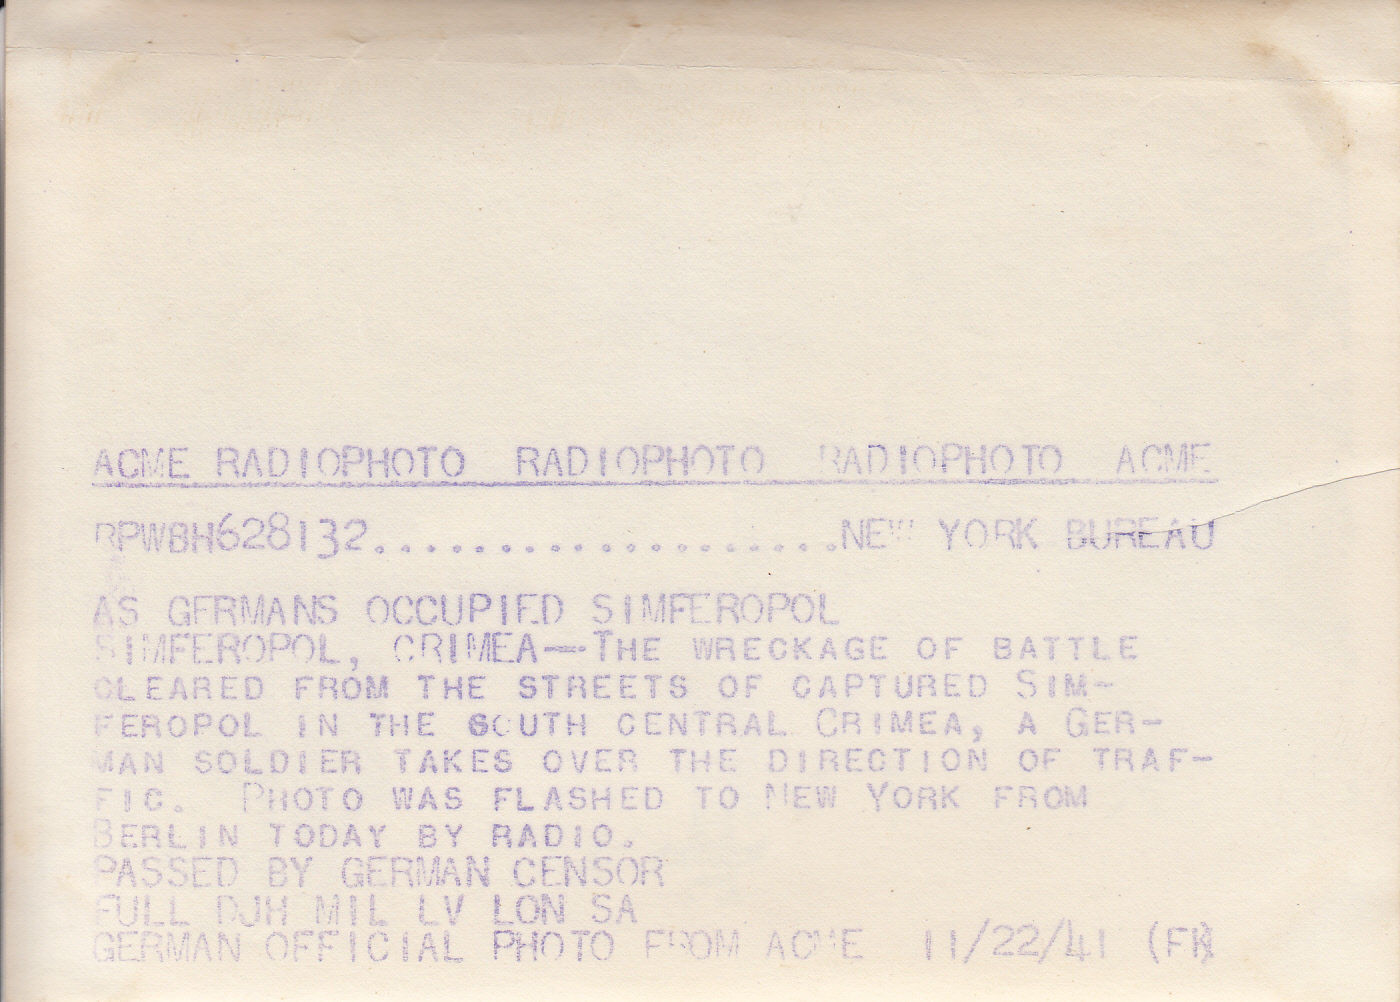 ACME RADIOPHOTO RADIOPHOTO RADIOPHOTO ACME
RPWBH628132.....................NEW YORK BUREAU
AS GERMANS OCCUPIED SIMFEROPOL
SIMFEROPOL, CRIMEA—THE WRECKAGE OF BATTLE
CLEARED FROM THE STREETS OF CAPTURED SIM-
FEROPOL IN THE SOUTH CENTRAL CRIMEA, A GER-
MAN SOLDIER TAKES OVER THE DIRECTION OF TRAF-
FIC. PHOTO WAS FLASHED TO NEW YORK FROM
BERLIN TODAY BY RADIO.
PASSED BY GERMAN CENSOR
FULL DJH MIL LV LON SA
GERMAN OFFICIAL PHOTO FROM ACME 11/22/41